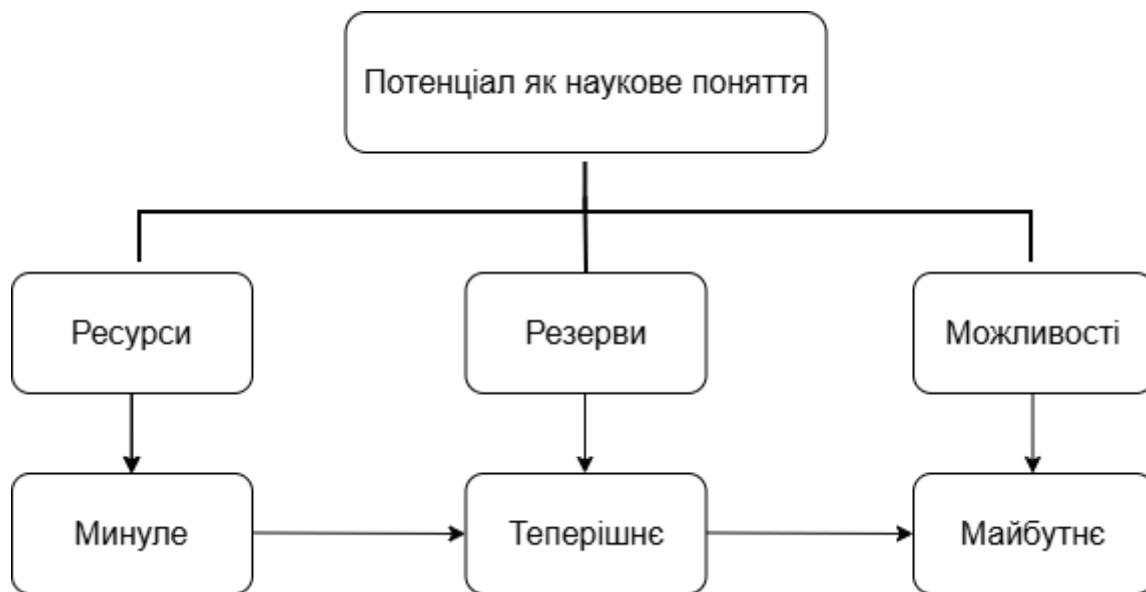 Потенціал як наукове поняття
Ресурси
Резерви
Можливості
Минуле
Теперішнє
Майбутнє